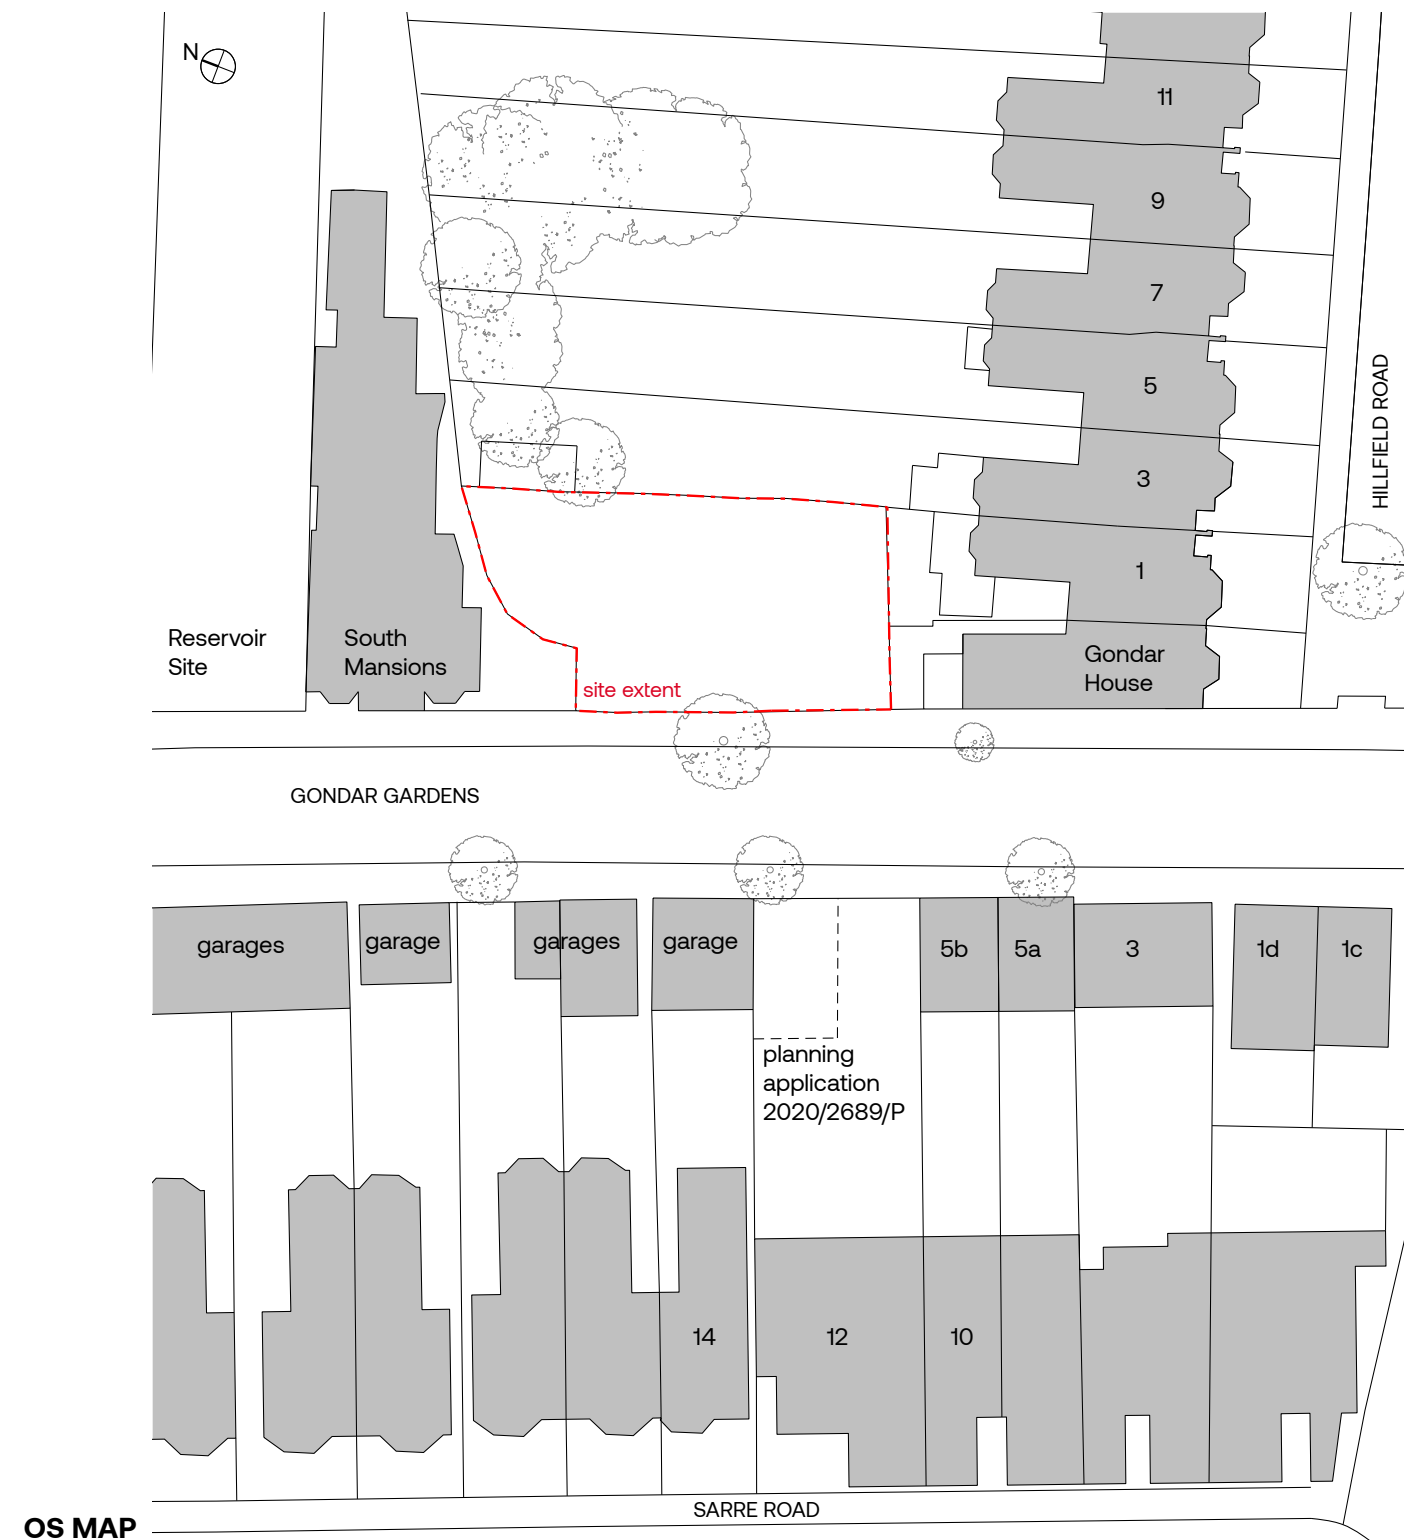 N
11
9
7
5
3
1
HILLFIELD ROAD
Reservoir
Site
South
Mansions
Gondar
House
site extent
GONDAR GARDENS
garages
garage
garages
garage
5b
5a
3
1d
1c
planning
application
2020/2689/P
14
12
10
SARRE ROAD
OS MAP